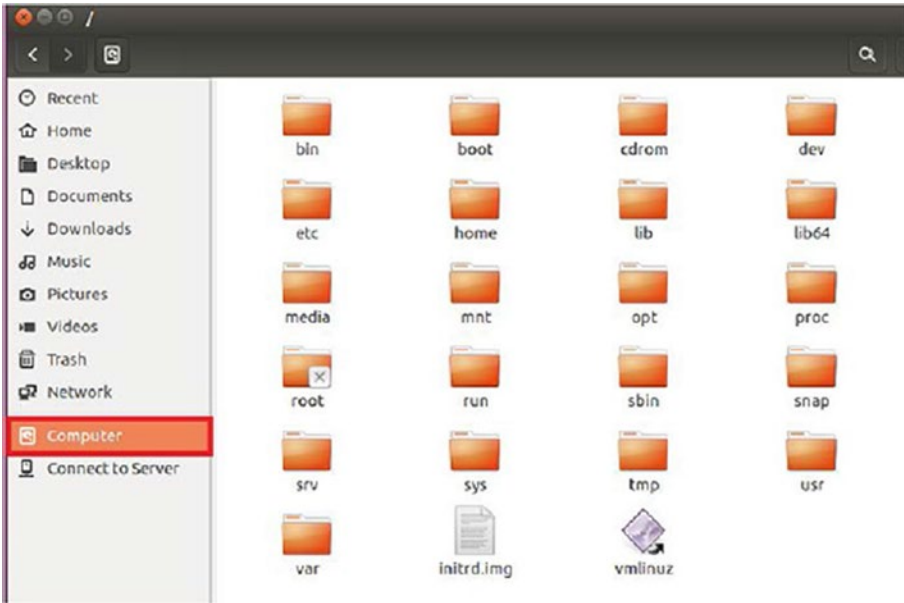 /
Recent
Home
Desktop
Documents
Downloads
Music
Pictures
Videos
Trash
Network
Computer
Connect to Server
bin boot cdrom dev
etc home lib lib64
media mnt opt proc
root run sbin snap
srv sys tmp usr
var initrd.img vmlinuz